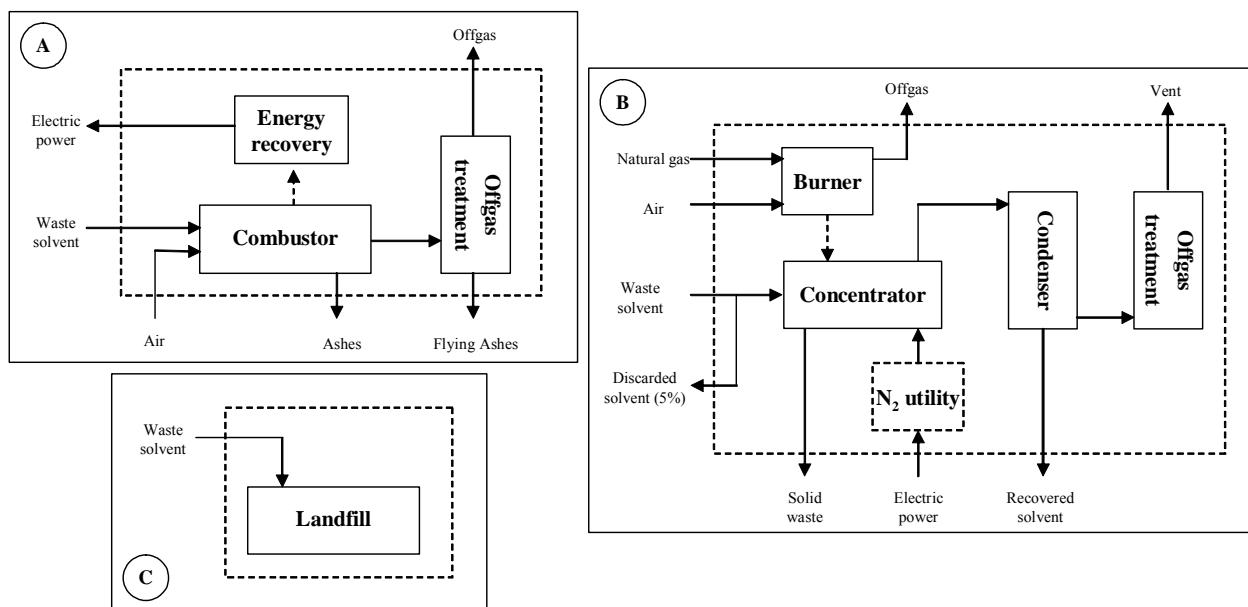 A
Offgas
Electric
power
Energy
recovery
Waste
solvent
Combustor
Offgas
treatment
Air
Ashes
Flying Ashes
B
Offgas
Vent
Natural gas
Burner
Air
Condenser
Offgas
treatment
Waste
solvent
Concentrator
Discarded
solvent (5%)
N2 utility
Solid
waste
Electric
power
Recovered
solvent
Waste
solvent
Landfill
C